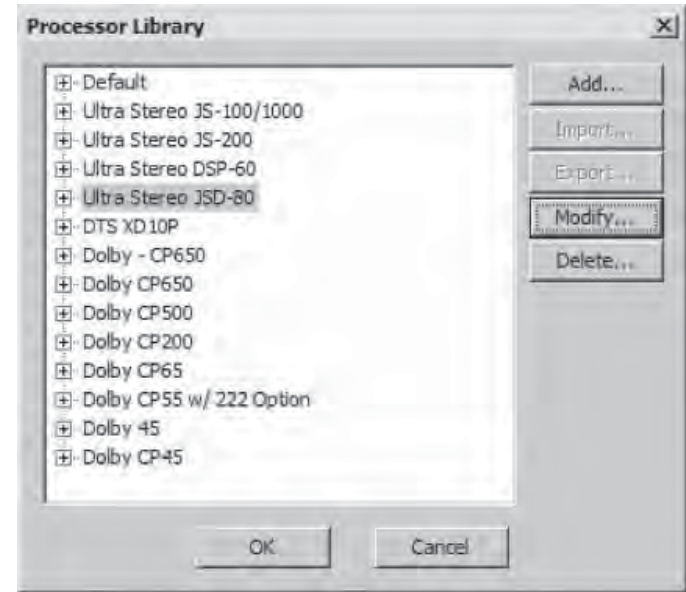 Processor Library
Default
Ultra Stereo JS-100/1000
Ultra Stereo JS-200
Ultra Stereo DSP-60
Ultra Stereo JSD-80
DTS XD10P
Dolby - CP650
Dolby CP650
Dolby CP500
Dolby CP200
Dolby CP65
Dolby CP55 w/ 222 Option
Dolby 45
Dolby CP45
Add...
Import...
Export...
Modify...
Delete...
OK
Cancel